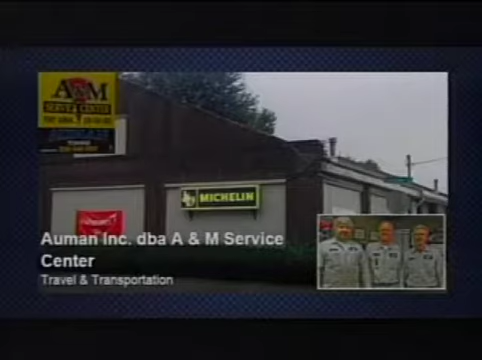 A&M
SERVICE CENTER
MICHELIN
Auman Inc. dba A & M Service
Center
Travel & Transportation